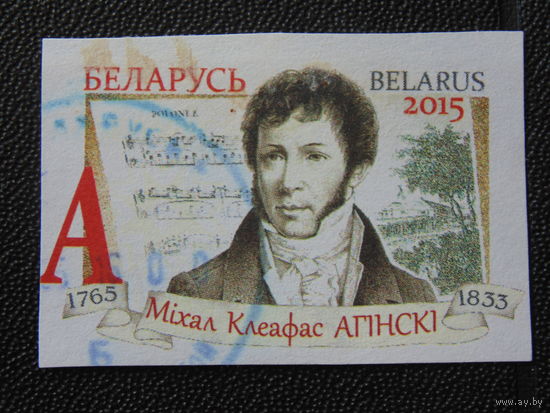 БЕЛАРУСЬ BELARUS
2015
POLONEZ
A
1765
Міхал Клеафас АГІНСКІ
1833
www.ay.by